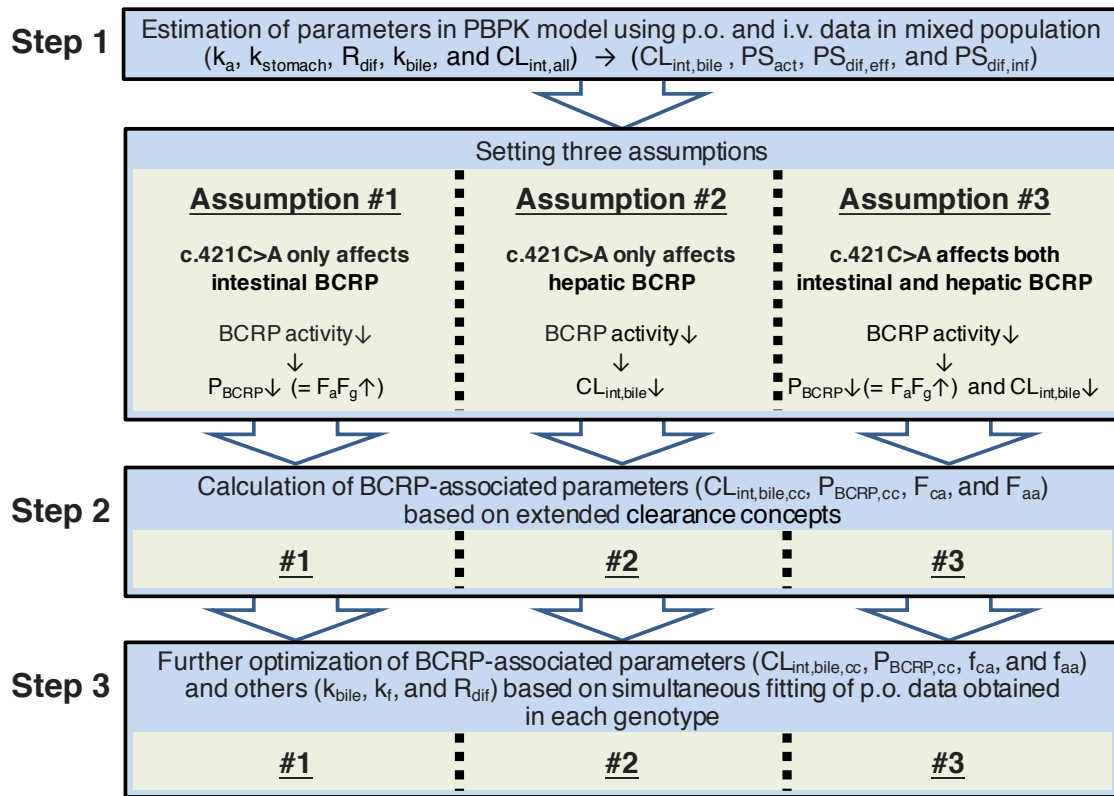 Step 1
Estimation of parameters in PBPK model using p.o. and i.v. data in mixed population
(ka, kstomach, Rdif, kbile, and CLint,all) → (CLint,bile , PSact, PSdif,eff, and PSdif,inf)
Setting three assumptions
Assumption #1
c.421C>A only affects
intestinal BCRP
BCRP activity↓
↓
PBCRP↓ (= FaFg↑)
Assumption #2
c.421C>A only affects
hepatic BCRP
BCRP activity↓
↓
CLint,bile↓
Assumption #3
c.421C>A affects both
intestinal and hepatic BCRP
BCRP activity↓
↓
PBCRP↓(= FaFg↑) and CLint,bile↓
Step 2
Calculation of BCRP-associated parameters (CLint,bile,cc, PBCRP,cc, Fca, and Faa)
based on extended clearance concepts
#1
#2
#3
Step 3
Further optimization of BCRP-associated parameters (CLint,bile,cc, PBCRP,cc, fca, and faa)
and others (kbile, kf, and Rdif) based on simultaneous fitting of p.o. data obtained
in each genotype
#1
#2
#3